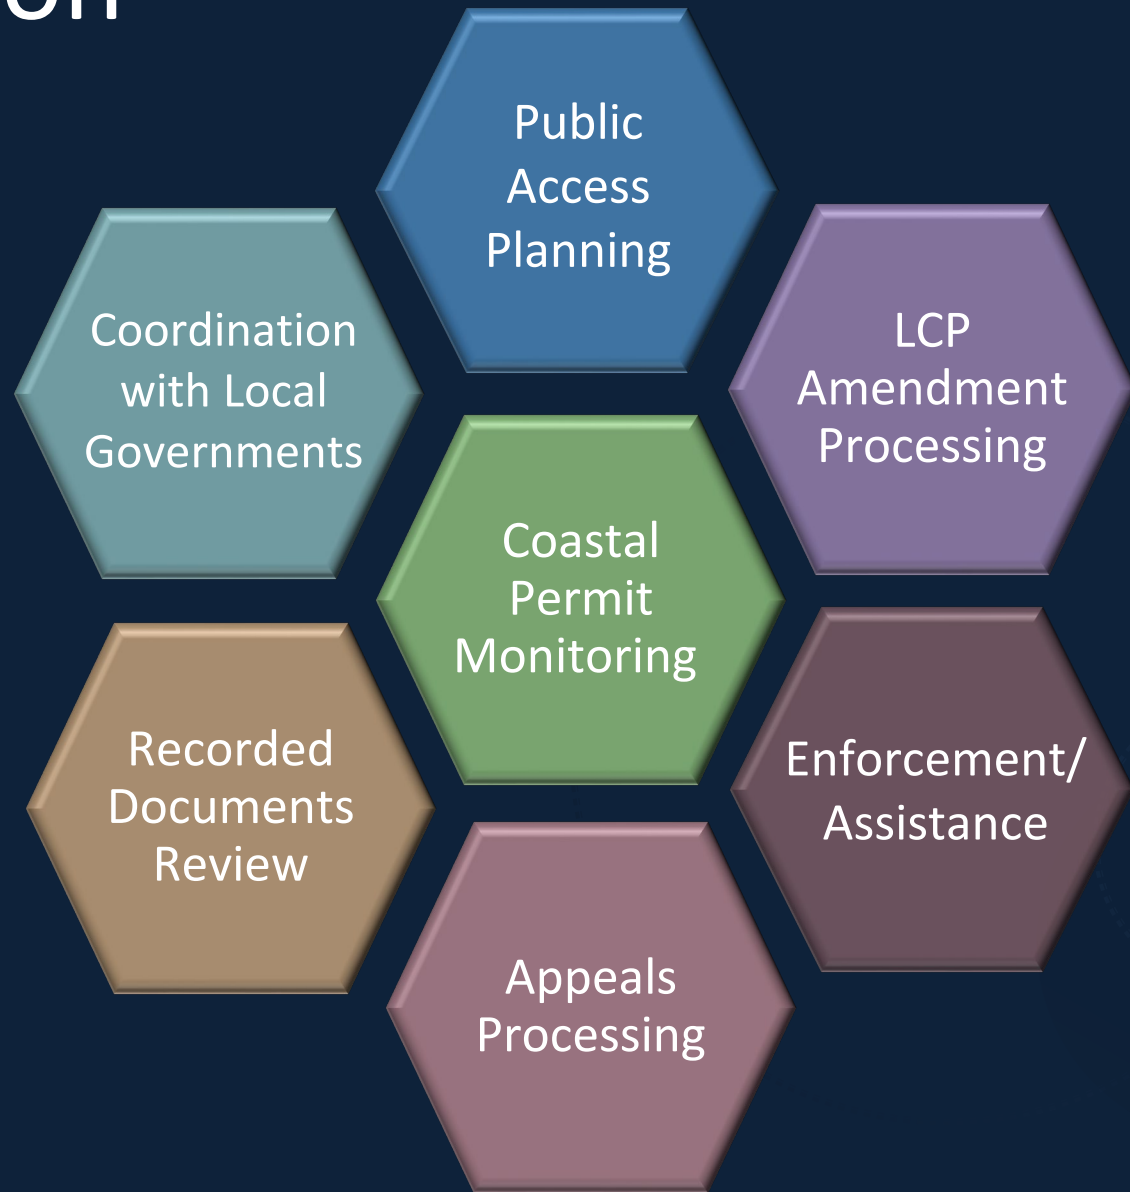 Public
Access
Planning
Coordination
with Local
Governments
LCP
Amendment
Processing
Coastal
Permit
Monitoring
Recorded
Documents
Review
Enforcement/
Assistance
Appeals
Processing